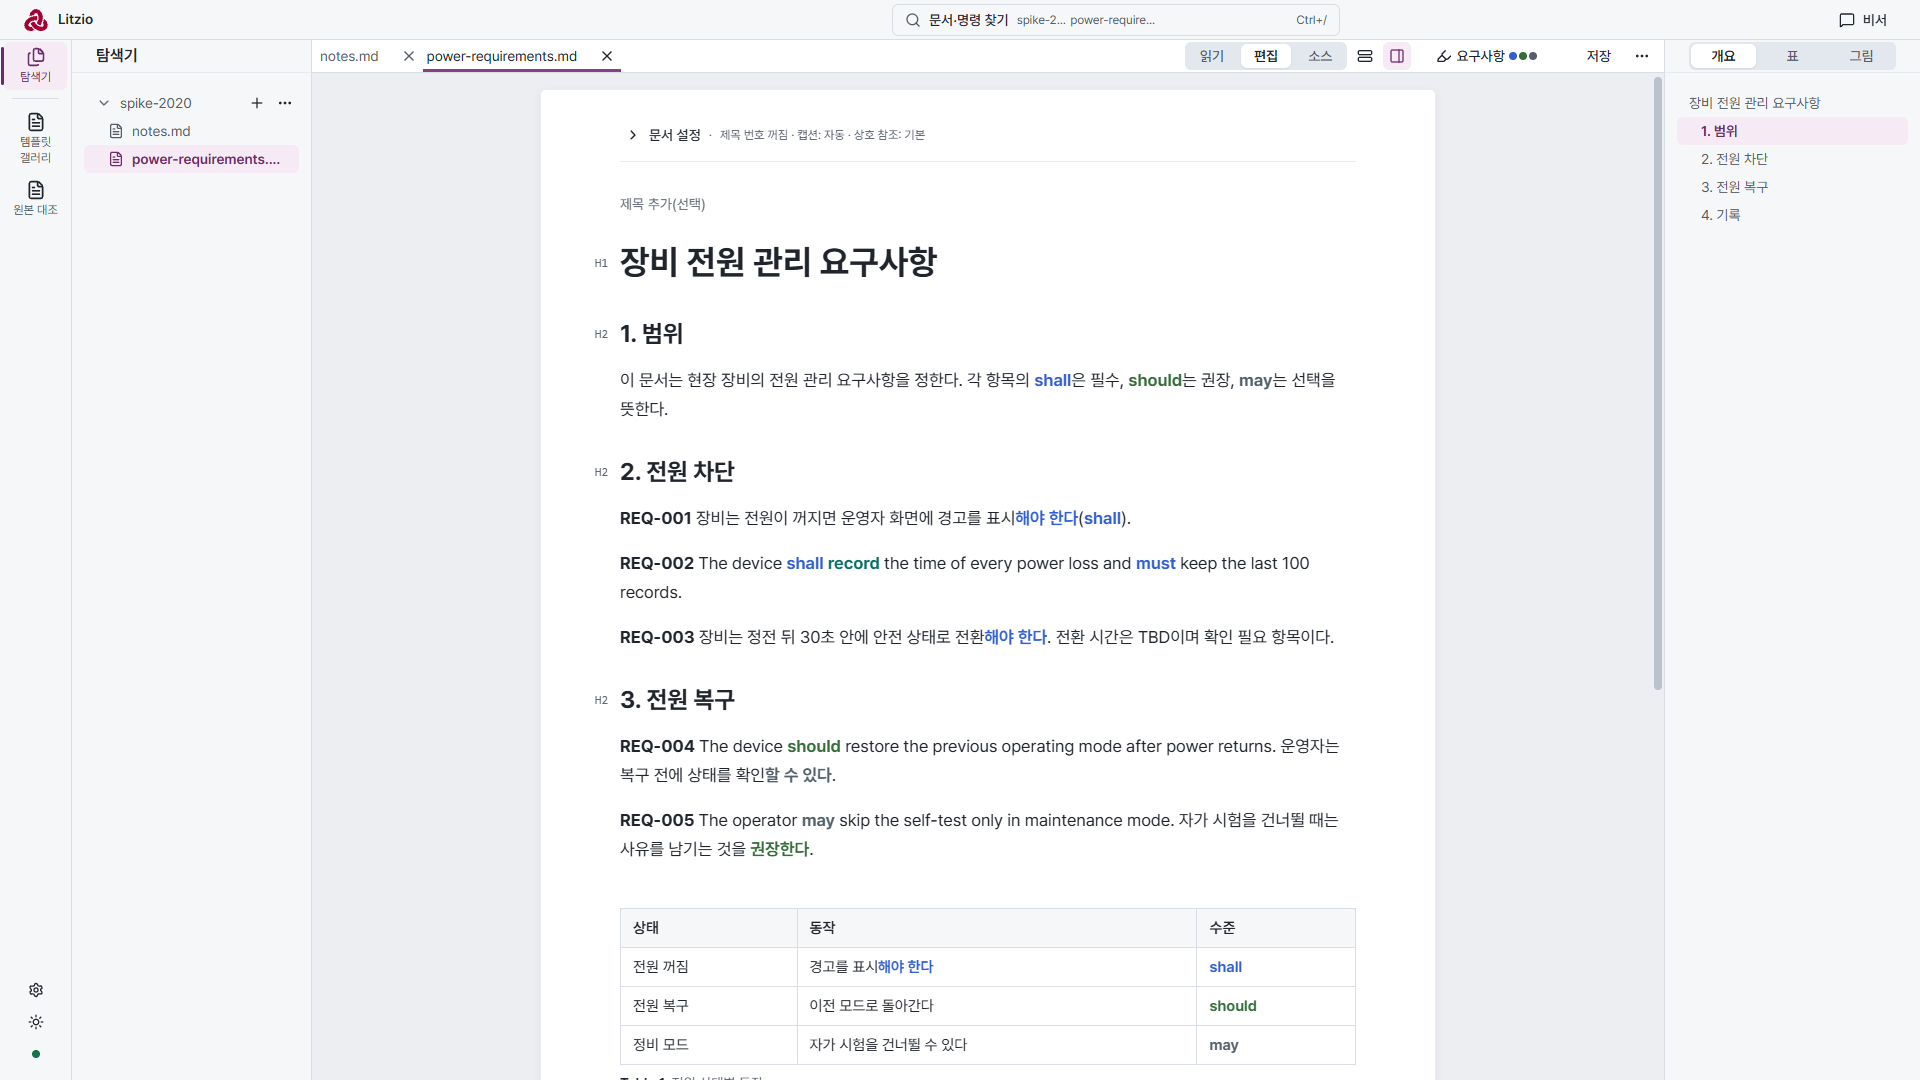 Litzio
문서·명령 찾기 spike-2... power-require... Ctrl+/
비서
탐색기
템플릿
갤러리
원본 대조
탐색기
spike-2020
notes.md
power-requirements....
notes.md
power-requirements.md
읽기 편집 소스
요구사항
저장
개요 표 그림
문서 설정 · 제목 번호 꺼짐 · 캡션: 자동 · 상호 참조: 기본
제목 추가(선택)
H1 장비 전원 관리 요구사항
H2 1. 범위
이 문서는 현장 장비의 전원 관리 요구사항을 정한다. 각 항목의 shall은 필수, should는 권장, may는 선택을
뜻한다.
H2 2. 전원 차단
REQ-001 장비는 전원이 꺼지면 운영자 화면에 경고를 표시해야 한다(shall).
REQ-002 The device shall record the time of every power loss and must keep the last 100
records.
REQ-003 장비는 정전 뒤 30초 안에 안전 상태로 전환해야 한다. 전환 시간은 TBD이며 확인 필요 항목이다.
H2 3. 전원 복구
REQ-004 The device should restore the previous operating mode after power returns. 운영자는
복구 전에 상태를 확인할 수 있다.
REQ-005 The operator may skip the self-test only in maintenance mode. 자가 시험을 건너뛸 때는
사유를 남기는 것을 권장한다.
상태 동작 수준
전원 꺼짐 경고를 표시해야 한다 shall
전원 복구 이전 모드로 돌아간다 should
정비 모드 자가 시험을 건너뛸 수 있다 may
장비 전원 관리 요구사항
1. 범위
2. 전원 차단
3. 전원 복구
4. 기록